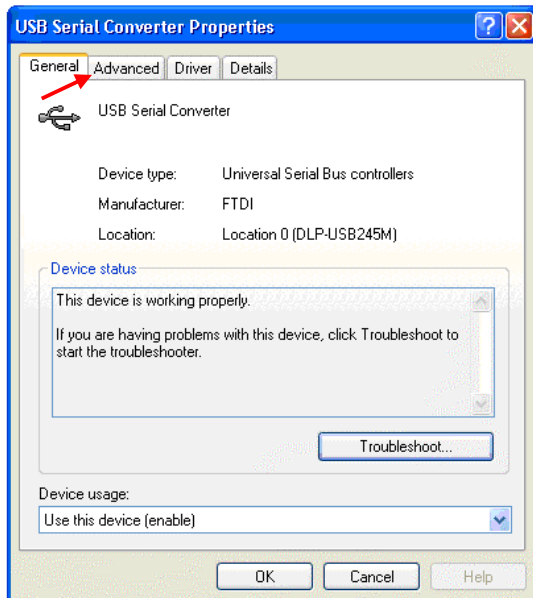 USB Serial Converter Properties
General Advanced Driver Details
USB Serial Converter
Device type: Universal Serial Bus controllers
Manufacturer: FTDI
Location: Location 0 (DLP-USB245M)
Device status
This device is working properly.
If you are having problems with this device, click Troubleshoot to
start the troubleshooter.
Troubleshoot...
Device usage:
Use this device (enable)
OK Cancel Help